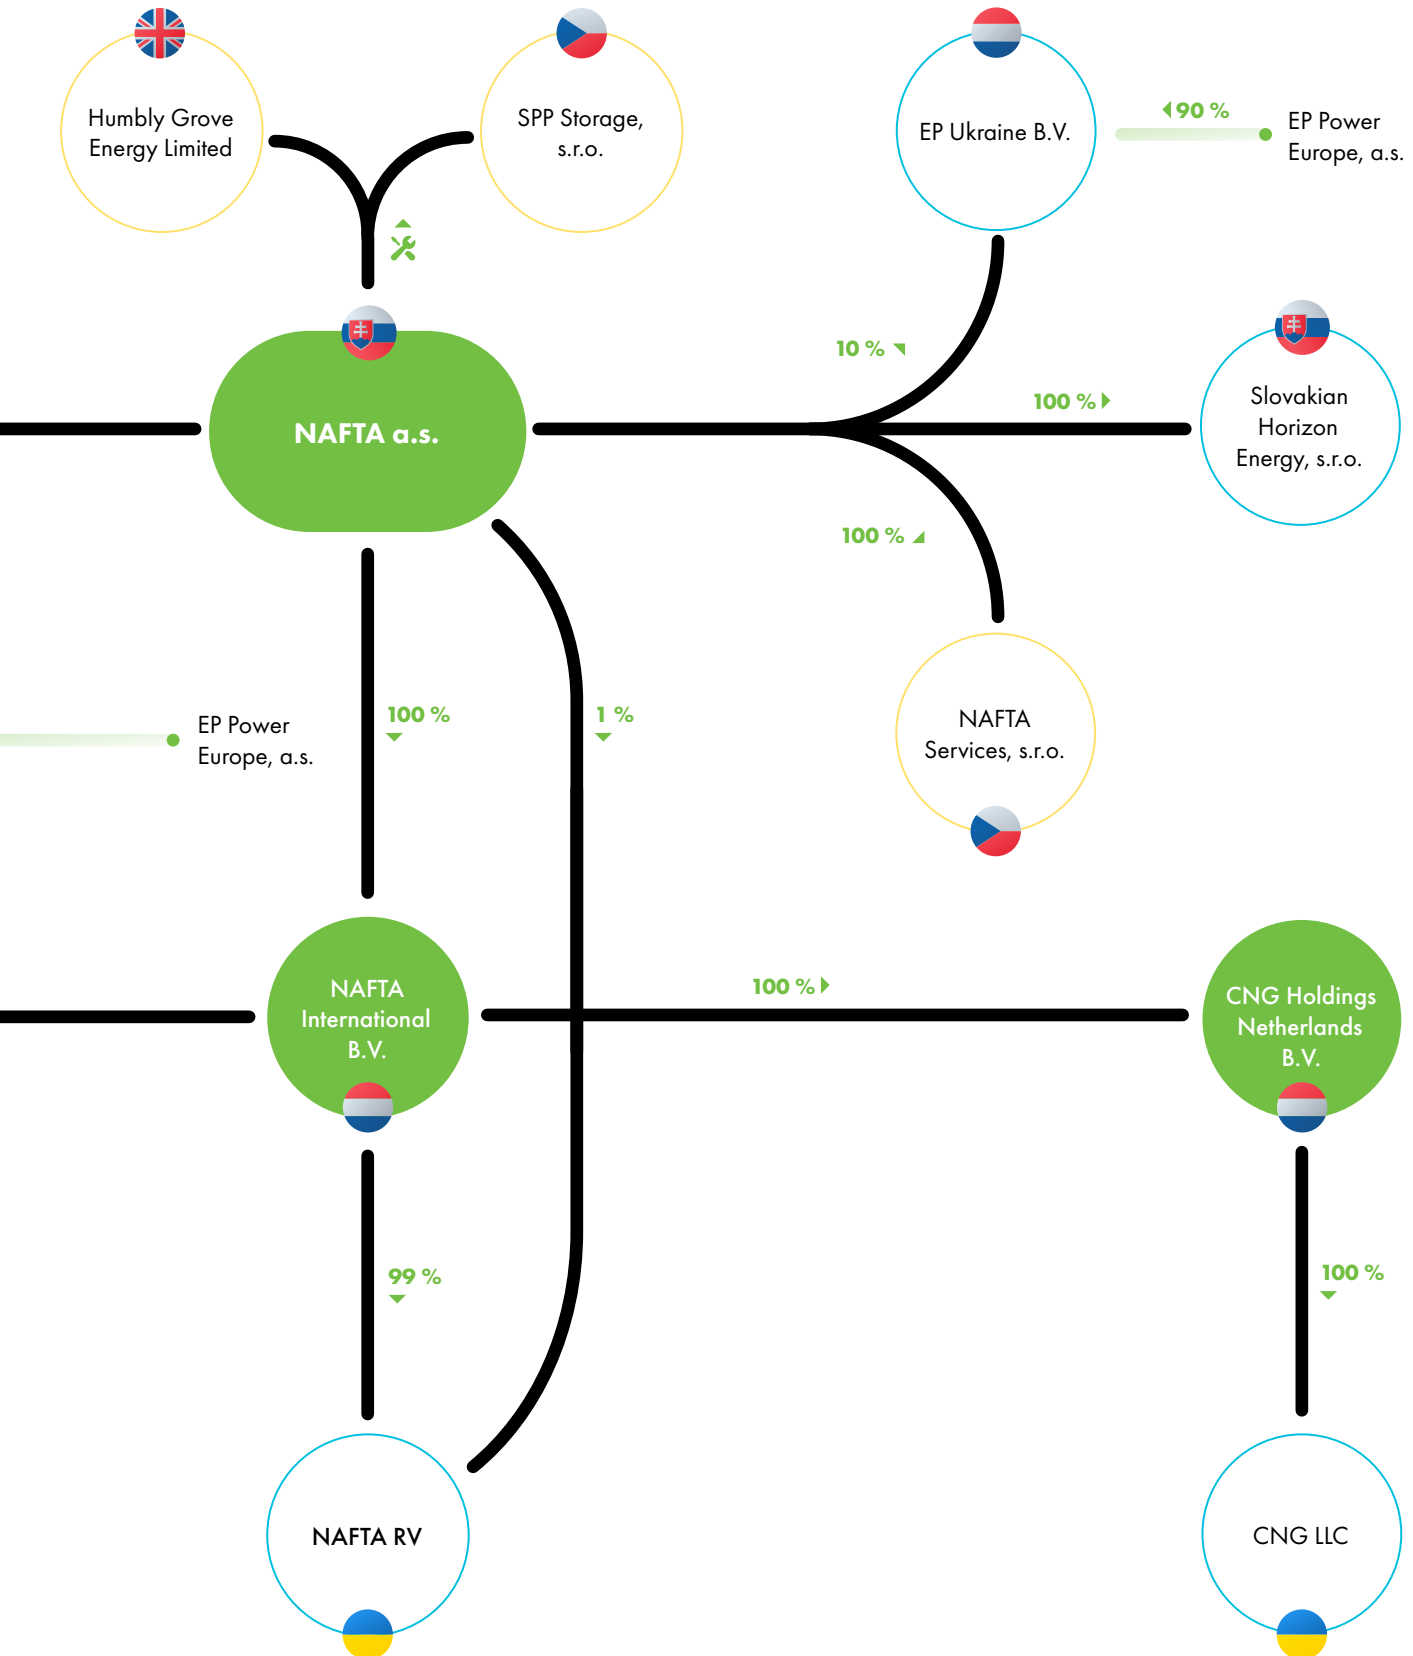 Humbly Grove
Energy Limited
SPP Storage,
s.r.o.
EP Ukraine B.V.
90 %
EP Power
Europe, a.s.
10 %
100 %
NAFTA a.s.
Slovakian
Horizon
Energy, s.r.o.
100 %
EP Power
Europe, a.s.
100 %
1 %
NAFTA
Services, s.r.o.
NAFTA
International
B.V.
100 %
CNG Holdings
Netherlands
B.V.
99 %
100 %
NAFTA RV
CNG LLC